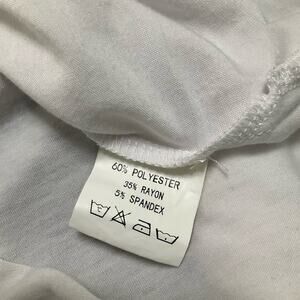 60% POLYESTER
35% RAYON
5% SPANDEX